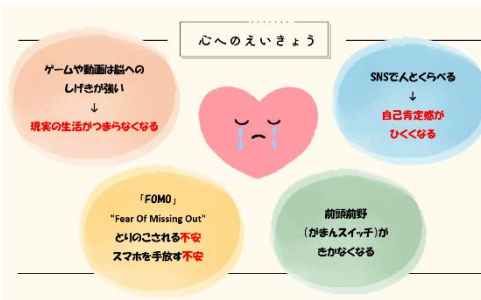 心へのえいきょう
ゲームや動画は脳への
しげきが強い
↓
現実の生活がつまらなくなる
SNSで人とくらべる
↓
自己肯定感が
ひくくなる
「FOMO」
"Fear Of Missing Out"
とりのこされる不安
スマホを手放す不安
前頭前野
(がまんスイッチ)が
きかなくなる